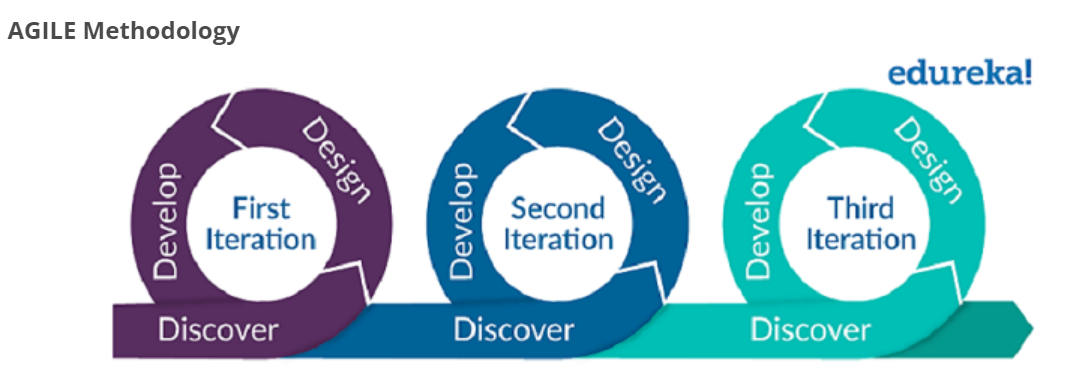 AGILE Methodology
edureka!
Design
Develop
First
Iteration
Discover
Design
Develop
Second
Iteration
Discover
Design
Develop
Third
Iteration
Discover